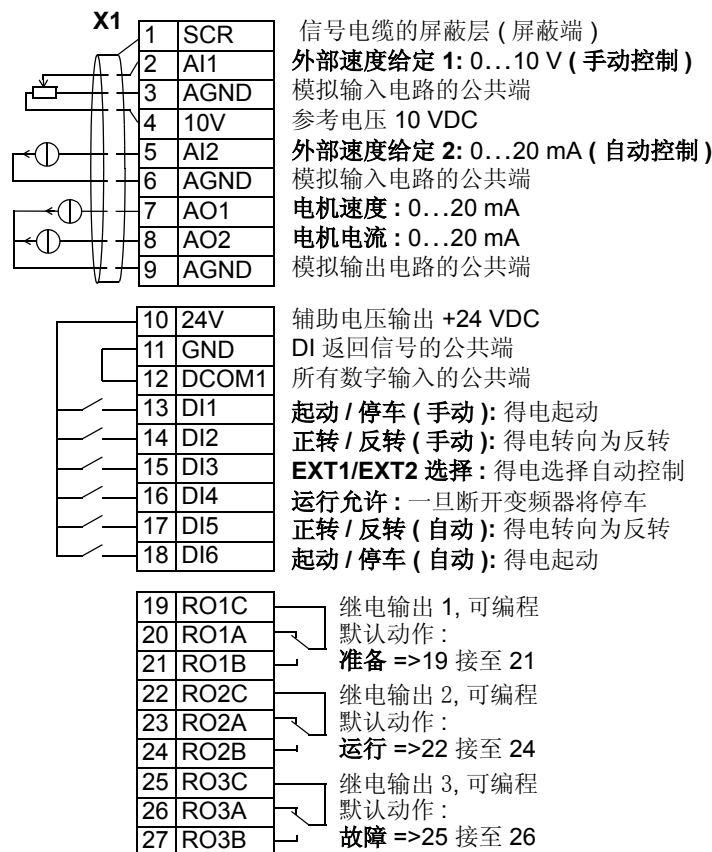 X1
1 SCR 信号电缆的屏蔽层 ( 屏蔽端 )
2 AI1 外部速度给定 1: 0…10 V ( 手动控制 )
3 AGND 模拟输入电路的公共端
4 10V 参考电压 10 VDC
5 AI2 外部速度给定 2: 0…20 mA ( 自动控制 )
6 AGND 模拟输入电路的公共端
7 AO1 电机速度 : 0…20 mA
8 AO2 电机电流 : 0…20 mA
9 AGND 模拟输出电路的公共端
10 24V 辅助电压输出 +24 VDC
11 GND DI 返回信号的公共端
12 DCOM1 所有数字输入的公共端
13 DI1 起动 / 停车 ( 手动 ): 得电起动
14 DI2 正转 / 反转 ( 手动 ): 得电转向为反转
15 DI3 EXT1/EXT2 选择 : 得电选择自动控制
16 DI4 运行允许 : 一旦断开变频器将停车
17 DI5 正转 / 反转 ( 自动 ): 得电转向为反转
18 DI6 起动 / 停车 ( 自动 ): 得电起动
19 RO1C 继电输出 1, 可编程
20 RO1A 默认动作 :
21 RO1B 准备 =>19 接至 21
22 RO2C 继电输出 2, 可编程
23 RO2A 默认动作 :
24 RO2B 运行 =>22 接至 24
25 RO3C 继电输出 3, 可编程
26 RO3A 默认动作 :
27 RO3B 故障 =>25 接至 26